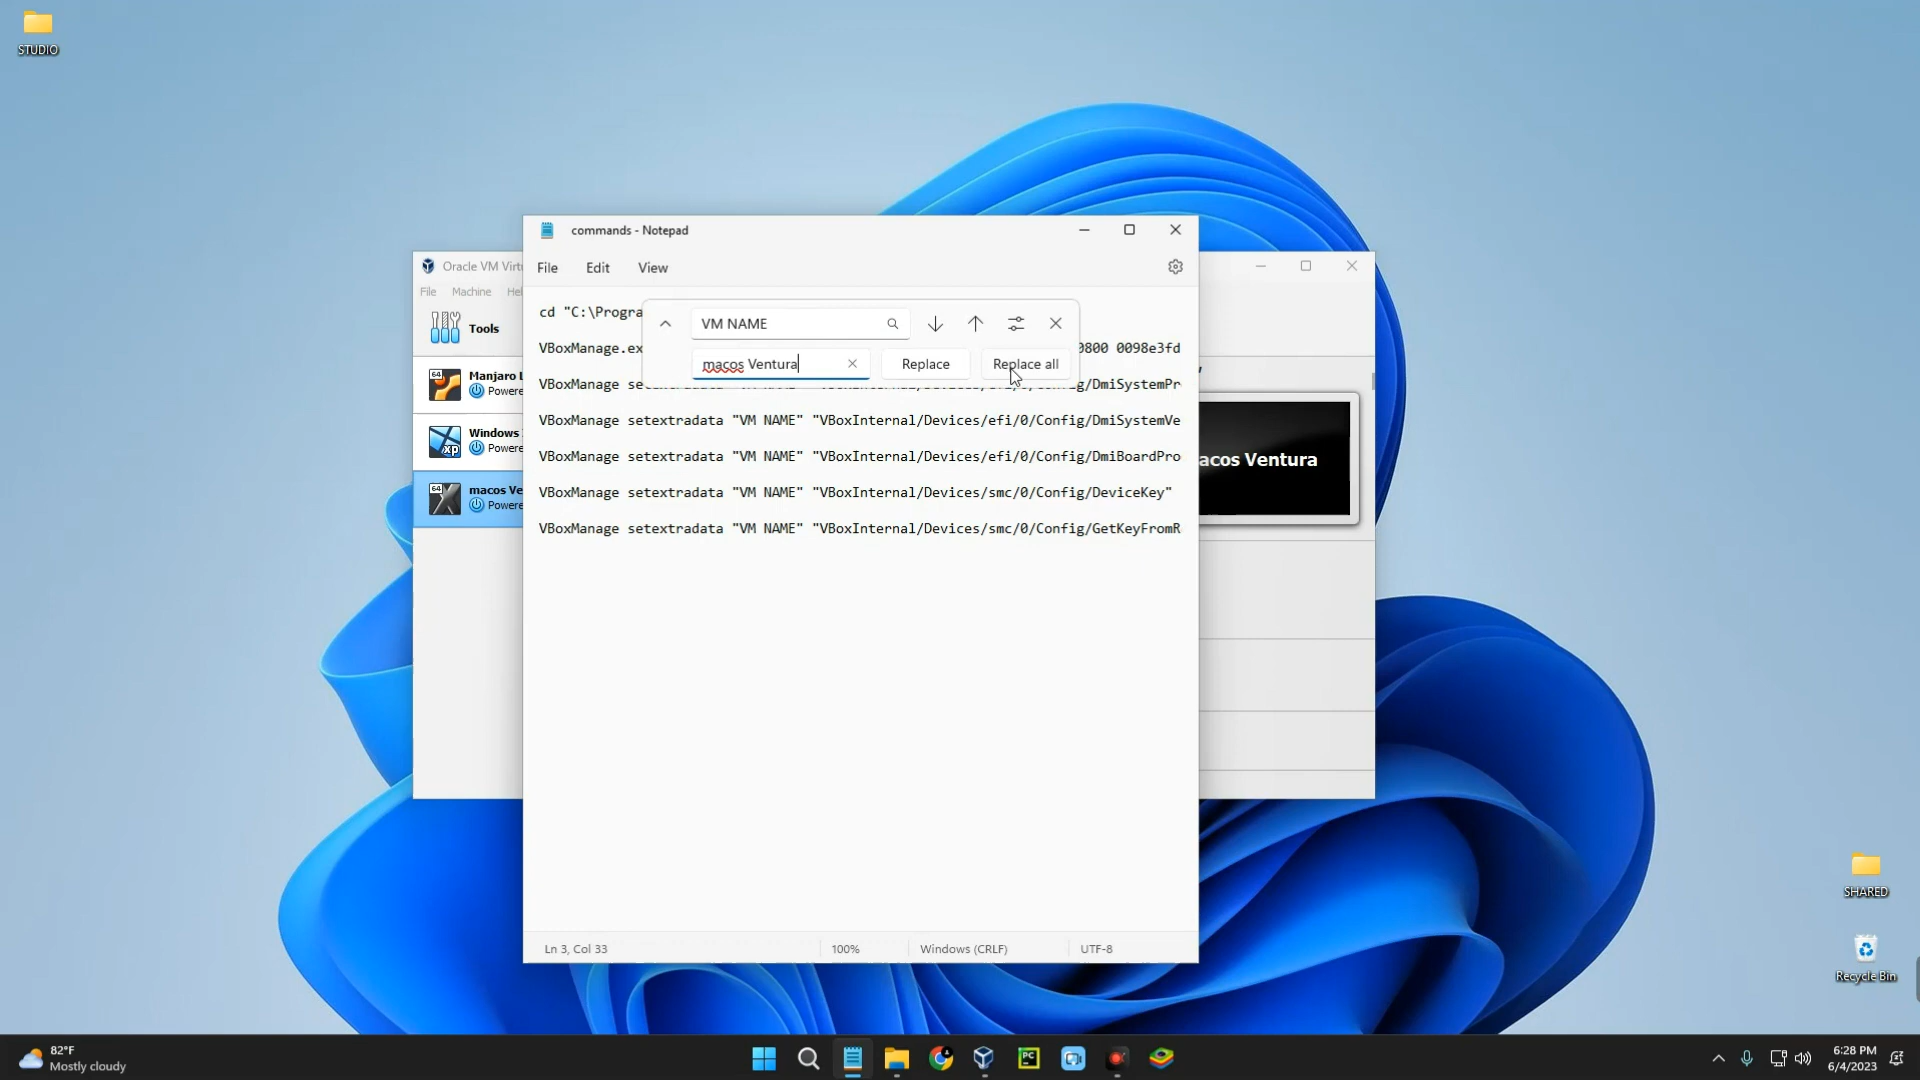 STUDIO
commands - Notepad
File Edit View
Oracle VM Virtu
File Machine Hel
Tools
Manjaro L
Powere
Windows
Powere
macos Ve
Powere
VM NAME
macos Ventura
Replace
Replace all
cd "C:\Progra
VBoxManage.ex 0800 0098e3fd
VBoxManage se /DmiSystemPr
VBoxManage setextradata "VM NAME" "VBoxInternal/Devices/efi/0/Config/DmiSystemVe
VBoxManage setextradata "VM NAME" "VBoxInternal/Devices/efi/0/Config/DmiBoardPro
VBoxManage setextradata "VM NAME" "VBoxInternal/Devices/smc/0/Config/DeviceKey"
VBoxManage setextradata "VM NAME" "VBoxInternal/Devices/smc/0/Config/GetKeyFromR
acos Ventura
Ln 3, Col 33
100%
Windows (CRLF)
UTF-8
SHARED
Recycle Bin
82°F
Mostly cloudy
6:28 PM
6/4/2023